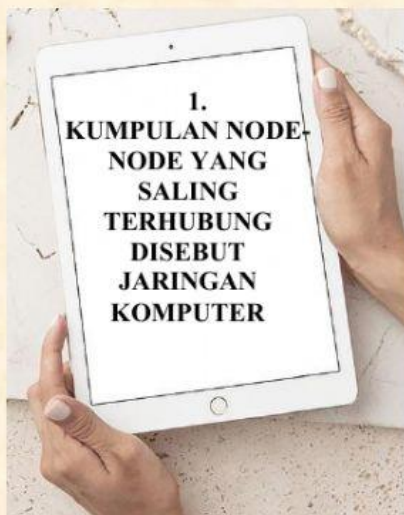 1.
KUMPULAN NODE-
NODE YANG
SALING
TERHUBUNG
DISEBUT
JARINGAN
KOMPUTER